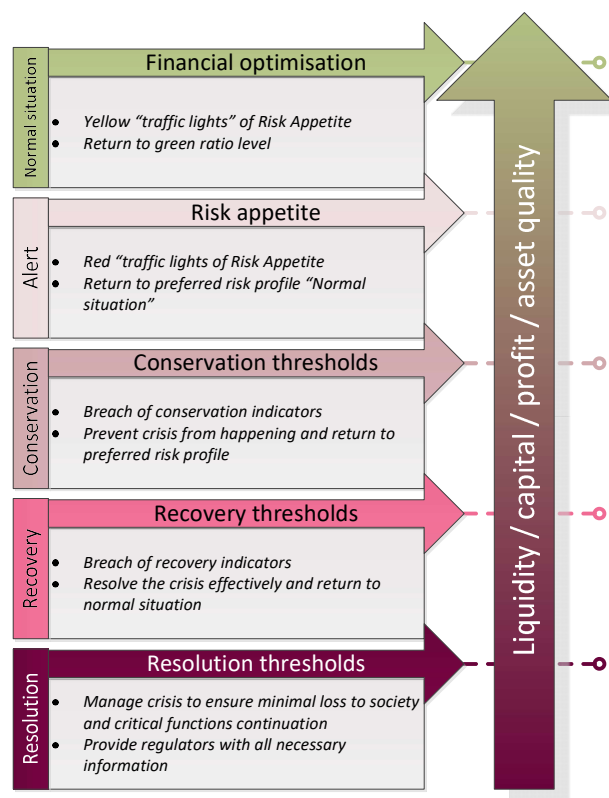 Normal situation
Financial optimisation
• Yellow “traffic lights” of Risk Appetite
• Return to green ratio level
Alert
Risk appetite
• Red “traffic lights of Risk Appetite
• Return to preferred risk profile “Normal
situation”
Conservation
Conservation thresholds
• Breach of conservation indicators
• Prevent crisis from happening and return to
preferred risk profile
Recovery
Recovery thresholds
• Breach of recovery indicators
• Resolve the crisis effectively and return to
normal situation
Resolution
Resolution thresholds
• Manage crisis to ensure minimal loss to society
and critical functions continuation
• Provide regulators with all necessary
information
Liquidity / capital / profit / asset quality